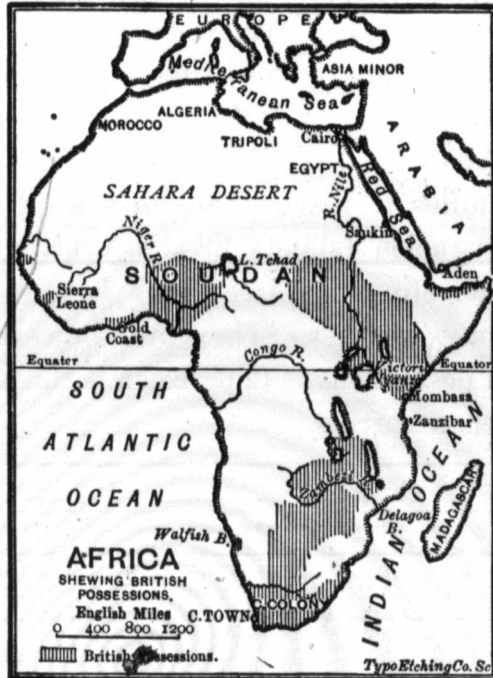 EUROPE
Mediterranean Sea
ASIA MINOR
ALGERIA
MOROCCO
TRIPOLI
Cairo
ARABIA
EGYPT
R. Nile
Red Sea
SAHARA DESERT
Suakin
Niger R.
L. Tchad
SOUDAN
Aden
Sierra
Leone
Gold
Coast
Equater
Congo R.
Victoria
Nyanza
Equator
Mombasa
Zanzibar
SOUTH
ATLANTIC
OCEAN
INDIAN OCEAN
Zambezi
Delagoa
B.
MADAGASCAR
Walfish B.
AFRICA
SHEWING BRITISH
POSSESSIONS.
English Miles
0 400 800 1200
C.TOWN
C.COLONY
British Possessions.
TypoEtchingCo. Sc